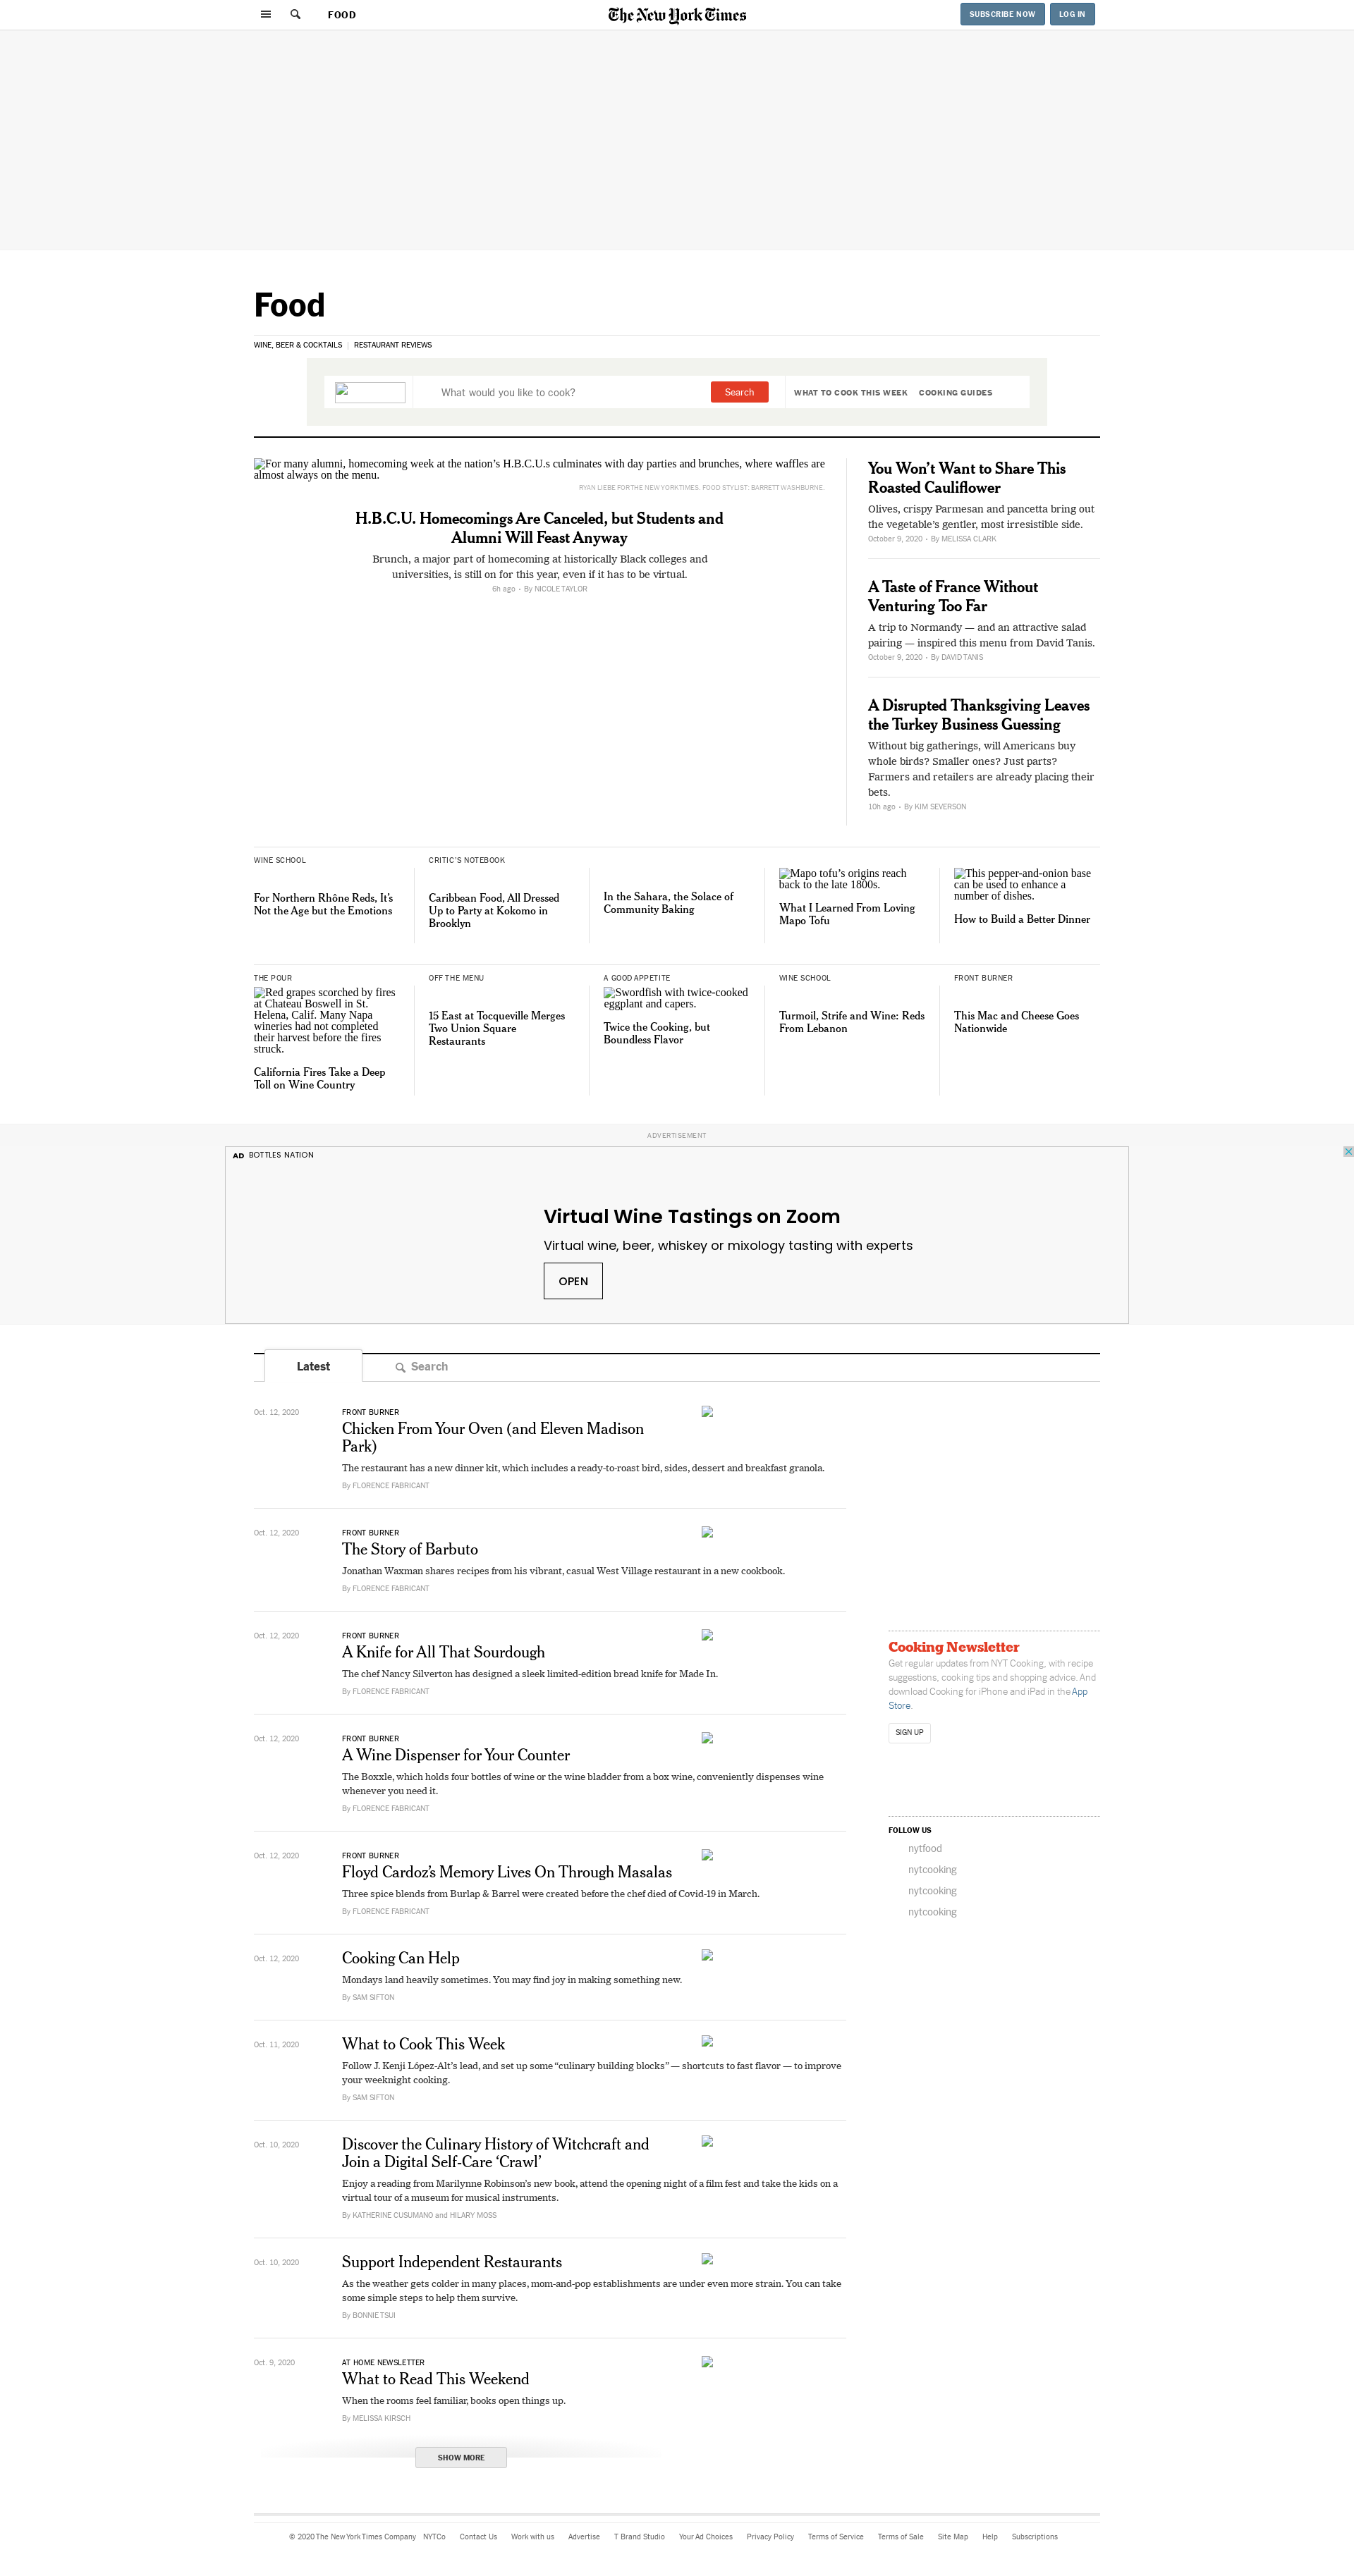 FOOD
The New York Times
SUBSCRIBE NOW
LOG IN
Food
WINE, BEER & COCKTAILS | RESTAURANT REVIEWS
What would you like to cook?
Search
WHAT TO COOK THIS WEEK
COOKING GUIDES
For many alumni, homecoming week at the nation’s H.B.C.U.s culminates with day parties and brunches, where waffles are
almost always on the menu.
RYAN LIEBE FOR THE NEW YORK TIMES. FOOD STYLIST: BARRETT WASHBURNE.
H.B.C.U. Homecomings Are Canceled, but Students and
Alumni Will Feast Anyway
Brunch, a major part of homecoming at historically Black colleges and
universities, is still on for this year, even if it has to be virtual.
6h ago • By NICOLE TAYLOR
You Won’t Want to Share This
Roasted Cauliflower
Olives, crispy Parmesan and pancetta bring out
the vegetable’s gentler, most irresistible side.
October 9, 2020 • By MELISSA CLARK
A Taste of France Without
Venturing Too Far
A trip to Normandy — and an attractive salad
pairing — inspired this menu from David Tanis.
October 9, 2020 • By DAVID TANIS
A Disrupted Thanksgiving Leaves
the Turkey Business Guessing
Without big gatherings, will Americans buy
whole birds? Smaller ones? Just parts?
Farmers and retailers are already placing their
bets.
10h ago • By KIM SEVERSON
WINE SCHOOL
For Northern Rhône Reds, It’s
Not the Age but the Emotions
CRITIC’S NOTEBOOK
Caribbean Food, All Dressed
Up to Party at Kokomo in
Brooklyn
In the Sahara, the Solace of
Community Baking
Mapo tofu’s origins reach
back to the late 1800s.
What I Learned From Loving
Mapo Tofu
This pepper-and-onion base
can be used to enhance a
number of dishes.
How to Build a Better Dinner
THE POUR
Red grapes scorched by fires
at Chateau Boswell in St.
Helena, Calif. Many Napa
wineries had not completed
their harvest before the fires
struck.
California Fires Take a Deep
Toll on Wine Country
OFF THE MENU
15 East at Tocqueville Merges
Two Union Square
Restaurants
A GOOD APPETITE
Swordfish with twice-cooked
eggplant and capers.
Twice the Cooking, but
Boundless Flavor
WINE SCHOOL
Turmoil, Strife and Wine: Reds
From Lebanon
FRONT BURNER
This Mac and Cheese Goes
Nationwide
ADVERTISEMENT
AD BOTTLES NATION
Virtual Wine Tastings on Zoom
Virtual wine, beer, whiskey or mixology tasting with experts
OPEN
Latest
Search
Oct. 12, 2020
FRONT BURNER
Chicken From Your Oven (and Eleven Madison
Park)
The restaurant has a new dinner kit, which includes a ready-to-roast bird, sides, dessert and breakfast granola.
By FLORENCE FABRICANT
Oct. 12, 2020
FRONT BURNER
The Story of Barbuto
Jonathan Waxman shares recipes from his vibrant, casual West Village restaurant in a new cookbook.
By FLORENCE FABRICANT
Oct. 12, 2020
FRONT BURNER
A Knife for All That Sourdough
The chef Nancy Silverton has designed a sleek limited-edition bread knife for Made In.
By FLORENCE FABRICANT
Oct. 12, 2020
FRONT BURNER
A Wine Dispenser for Your Counter
The Boxxle, which holds four bottles of wine or the wine bladder from a box wine, conveniently dispenses wine
whenever you need it.
By FLORENCE FABRICANT
Oct. 12, 2020
FRONT BURNER
Floyd Cardoz’s Memory Lives On Through Masalas
Three spice blends from Burlap & Barrel were created before the chef died of Covid-19 in March.
By FLORENCE FABRICANT
Oct. 12, 2020
Cooking Can Help
Mondays land heavily sometimes. You may find joy in making something new.
By SAM SIFTON
Oct. 11, 2020
What to Cook This Week
Follow J. Kenji López-Alt’s lead, and set up some “culinary building blocks” — shortcuts to fast flavor — to improve
your weeknight cooking.
By SAM SIFTON
Oct. 10, 2020
Discover the Culinary History of Witchcraft and
Join a Digital Self-Care ‘Crawl’
Enjoy a reading from Marilynne Robinson’s new book, attend the opening night of a film fest and take the kids on a
virtual tour of a museum for musical instruments.
By KATHERINE CUSUMANO and HILARY MOSS
Oct. 10, 2020
Support Independent Restaurants
As the weather gets colder in many places, mom-and-pop establishments are under even more strain. You can take
some simple steps to help them survive.
By BONNIE TSUI
Oct. 9, 2020
AT HOME NEWSLETTER
What to Read This Weekend
When the rooms feel familiar, books open things up.
By MELISSA KIRSCH
SHOW MORE
Cooking Newsletter
Get regular updates from NYT Cooking, with recipe
suggestions, cooking tips and shopping advice. And
download Cooking for iPhone and iPad in the App
Store.
SIGN UP
FOLLOW US
nytfood
nytcooking
nytcooking
nytcooking
© 2020 The New York Times Company NYTCo Contact Us Work with us Advertise T Brand Studio Your Ad Choices Privacy Policy Terms of Service Terms of Sale Site Map Help Subscriptions